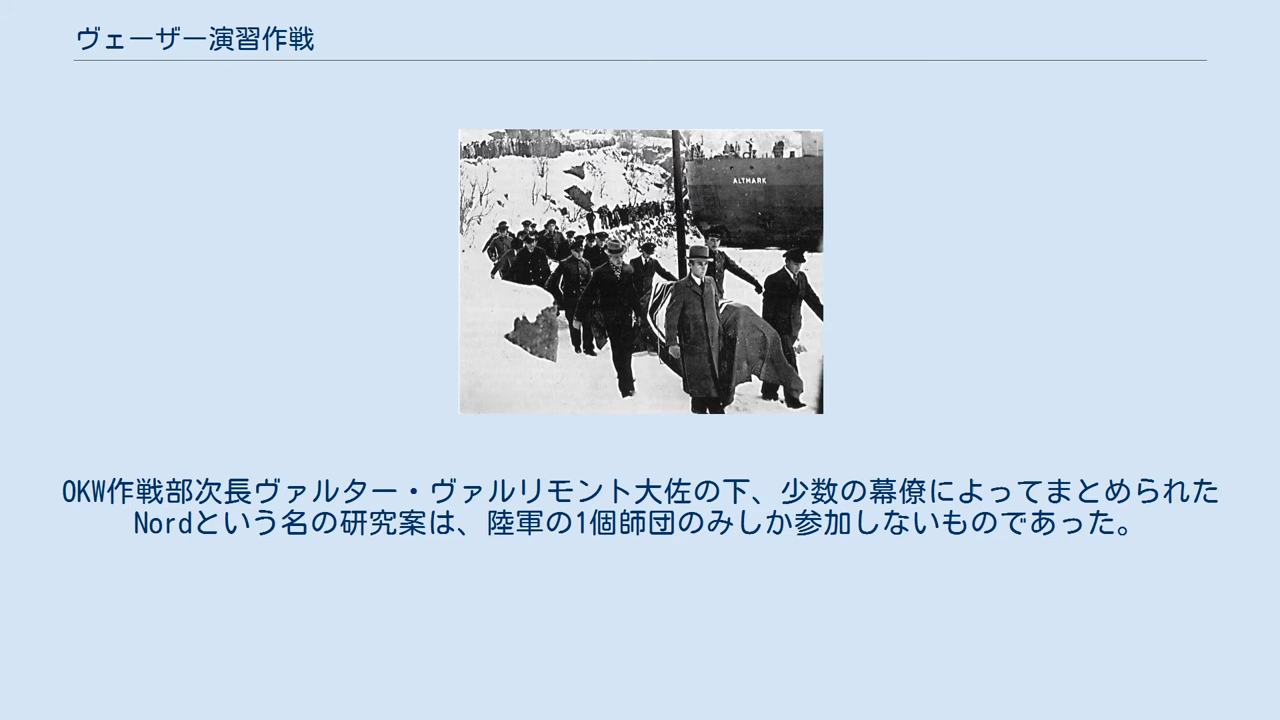 ヴェーザー演習作戦
ALTMARK
OKW作戦部次長ヴァルター・ヴァルリモント大佐の下、少数の幕僚によってまとめられた
Nordという名の研究案は、陸軍の1個師団のみしか参加しないものであった。